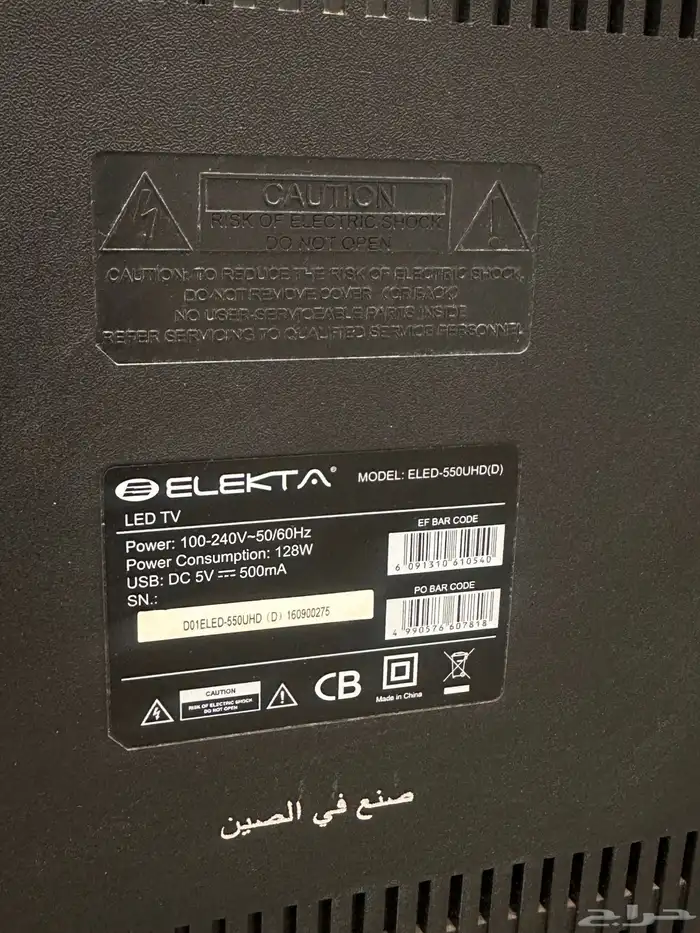 CAUTION
RISK OF ELECTRIC SHOCK
DO NOT OPEN
CAUTION: TO REDUCE THE RISK OF ELECTRIC SHOCK,
DO NOT REMOVE COVER (OR BACK)
NO USER-SERVICEABLE PARTS INSIDE
REFER SERVICING TO QUALIFIED SERVICE PERSONNEL
ELEKTA®
MODEL: ELED-550UHD(D)
LED TV
Power: 100-240V~50/60Hz
Power Consumption: 128W
USB: DC 5V ⎓ 500mA
SN.:
D01ELED-550UHD (D) 160900275
EF BAR CODE
6 091310 610540
PO BAR CODE
4 990576 607818
CAUTION
RISK OF ELECTRIC SHOCK
DO NOT OPEN
CB
Made in China
صنع في الصين
حراج